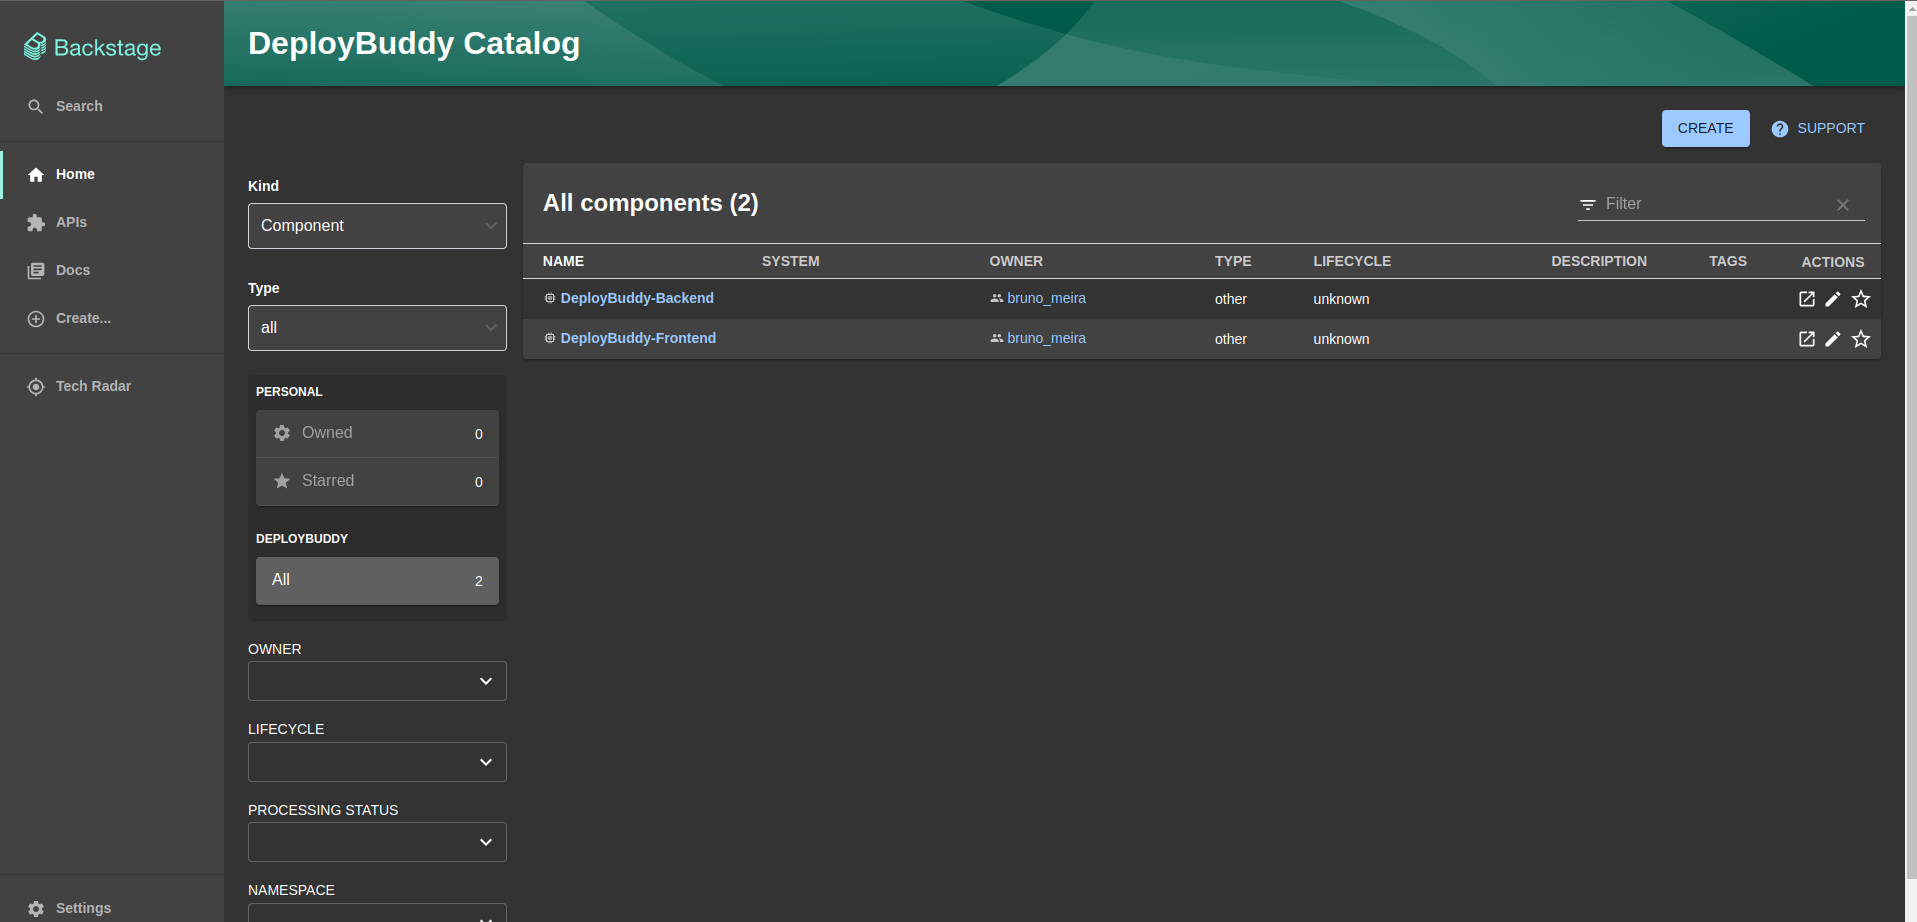 Backstage
Search
Home
APIs
Docs
Create...
Tech Radar
Settings
DeployBuddy Catalog
CREATE
SUPPORT
Kind
Component
Type
all
PERSONAL
Owned 0
Starred 0
DEPLOYBUDDY
All 2
OWNER
LIFECYCLE
PROCESSING STATUS
NAMESPACE
All components (2)
Filter
NAME SYSTEM OWNER TYPE LIFECYCLE DESCRIPTION TAGS ACTIONS
DeployBuddy-Backend bruno_meira other unknown
DeployBuddy-Frontend bruno_meira other unknown